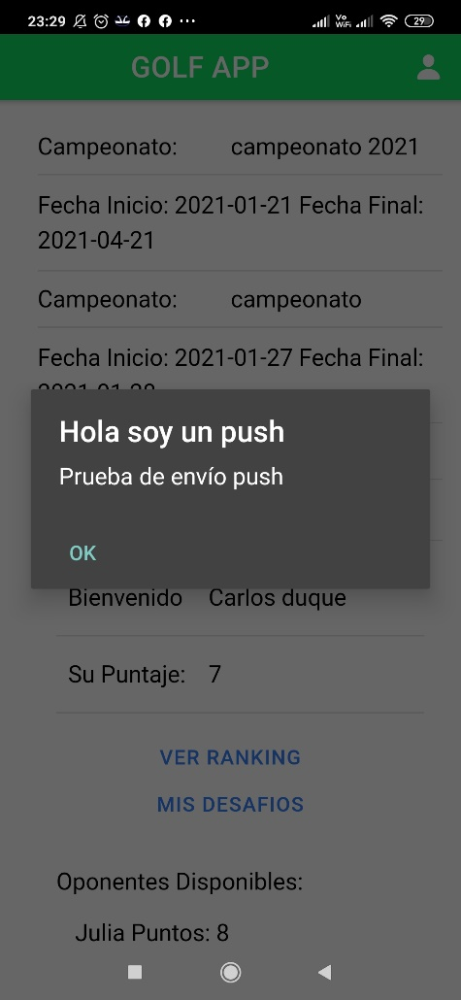 23:29 Vo WiFi 29
GOLF APP
Campeonato: campeonato 2021
Fecha Inicio: 2021-01-21 Fecha Final:
2021-04-21
Campeonato: campeonato
Fecha Inicio: 2021-01-27 Fecha Final:
Hola soy un push
Prueba de envío push
OK
Bienvenido Carlos duque
Su Puntaje: 7
VER RANKING
MIS DESAFIOS
Oponentes Disponibles:
Julia Puntos: 8